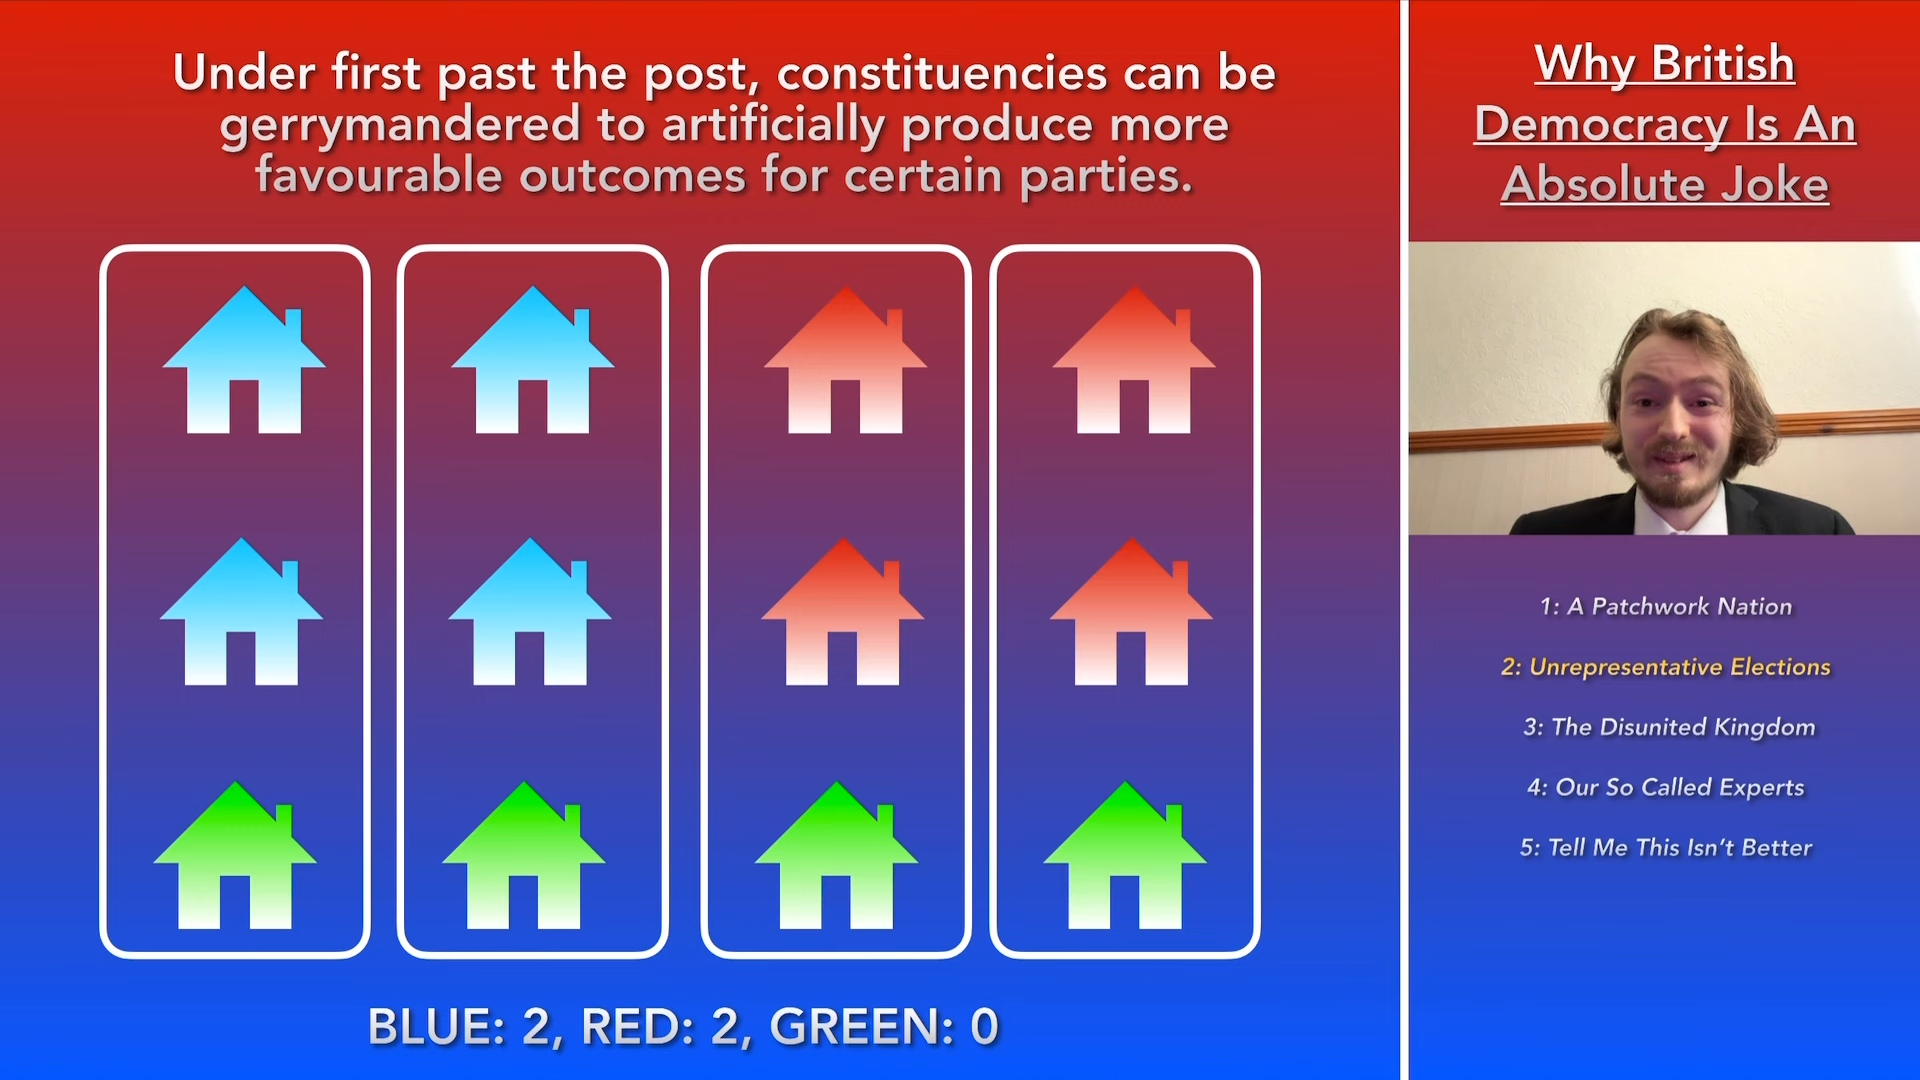 Under first past the post, constituencies can be
gerrymandered to artificially produce more
favourable outcomes for certain parties.
BLUE: 2, RED: 2, GREEN: 0
Why British
Democracy Is An
Absolute Joke
1: A Patchwork Nation
2: Unrepresentative Elections
3: The Disunited Kingdom
4: Our So Called Experts
5: Tell Me This Isn’t Better